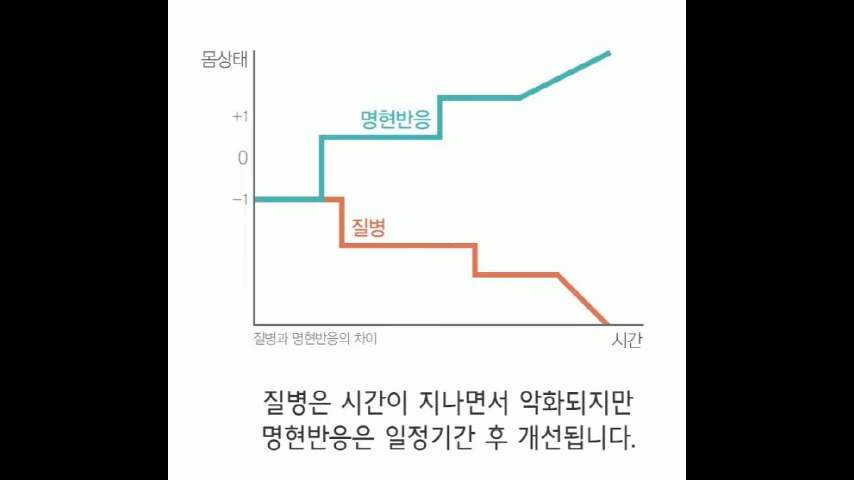 몸상태
+1
명현반응
0
-1
질병
질병과 명현반응의 차이
시간
질병은 시간이 지나면서 악화되지만
명현반응은 일정기간 후 개선됩니다.